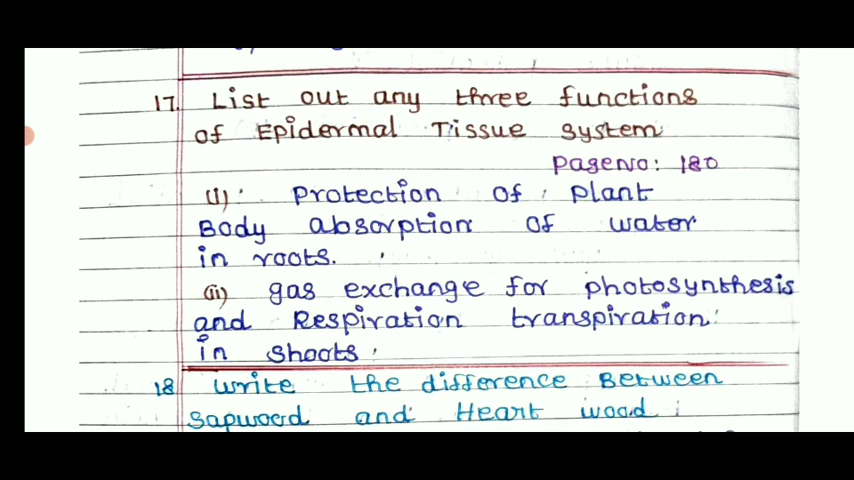 17. List out any three functions
of Epidermal Tissue system
Page No: 180
(i) Protection of plant
Body absorption of water
in roots.
(ii) gas exchange for photosynthesis
and Respiration transpiration
in shoots.
18 write the difference Between
Sapwood and Heart wood